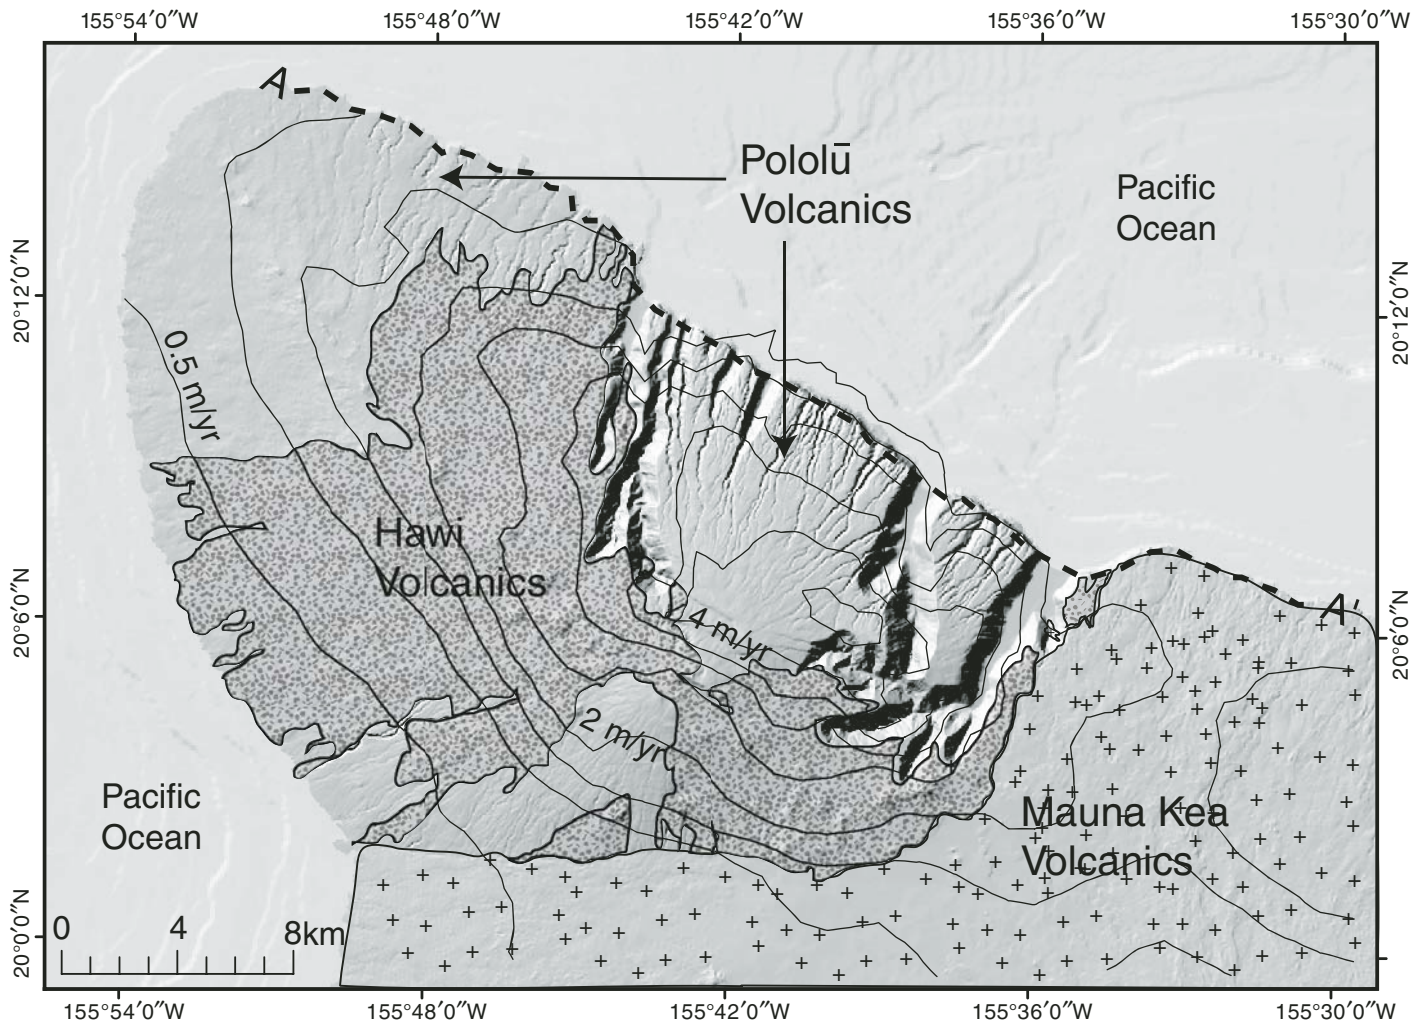 155°54′0″W 155°48′0″W 155°42′0″W 155°36′0″W 155°30′0″W
A
Pololū
Volcanics
Pacific
Ocean
20°12′0″N
20°12′0″N
0.5 m/yr
Hawi
Volcanics
20°6′0″N
4 m/yr
A′
20°6′0″N
2 m/yr
Pacific
Ocean
Mauna Kea
Volcanics
0 4 8km
20°0′0″N
155°54′0″W 155°48′0″W 155°42′0″W 155°36′0″W 155°30′0″W